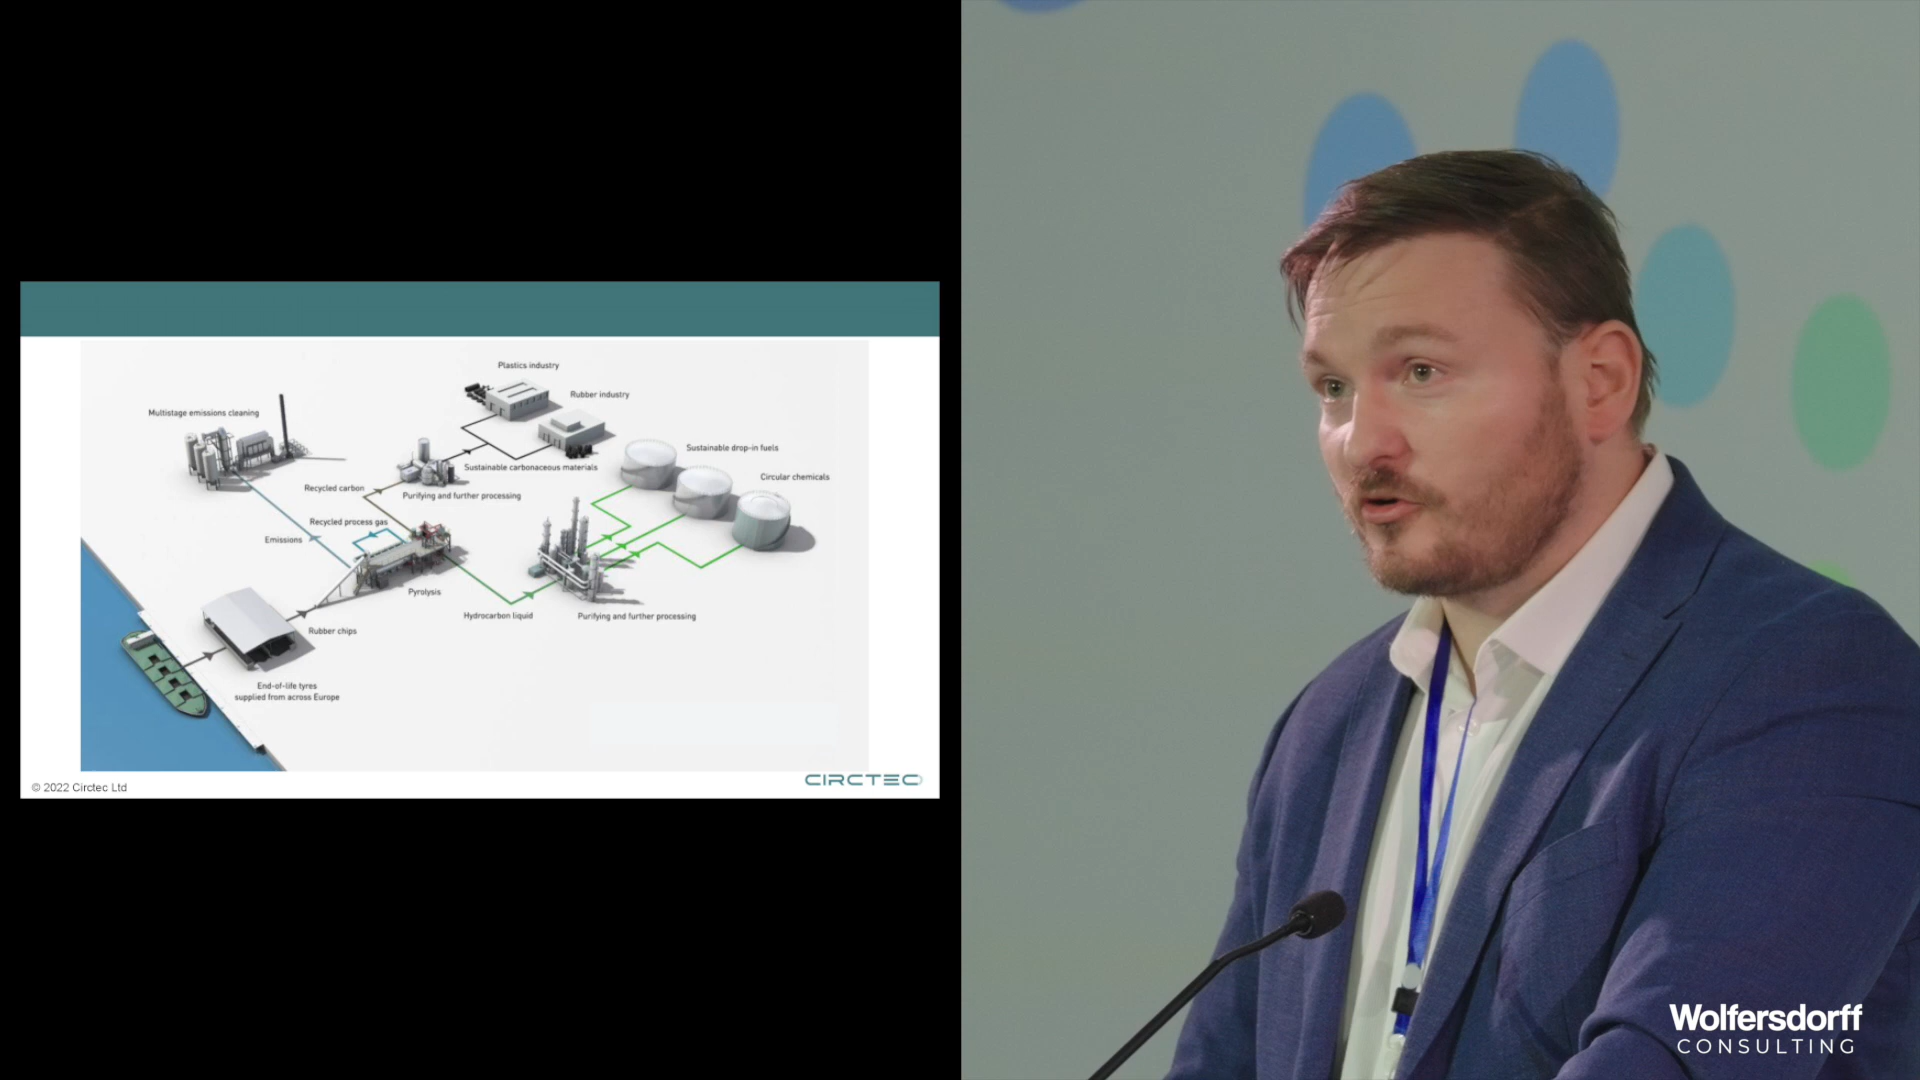 Plastics industry
Rubber industry
Multistage emissions cleaning
Sustainable drop-in fuels
Sustainable carbonaceous materials
Circular chemicals
Recycled carbon
Purifying and further processing
Recycled process gas
Emissions
Pyrolysis
Hydrocarbon liquid
Purifying and further processing
Rubber chips
End-of-life tyres
supplied from across Europe
© 2022 Circtec Ltd
CIRCTEC
Wolfersdorff
CONSULTING